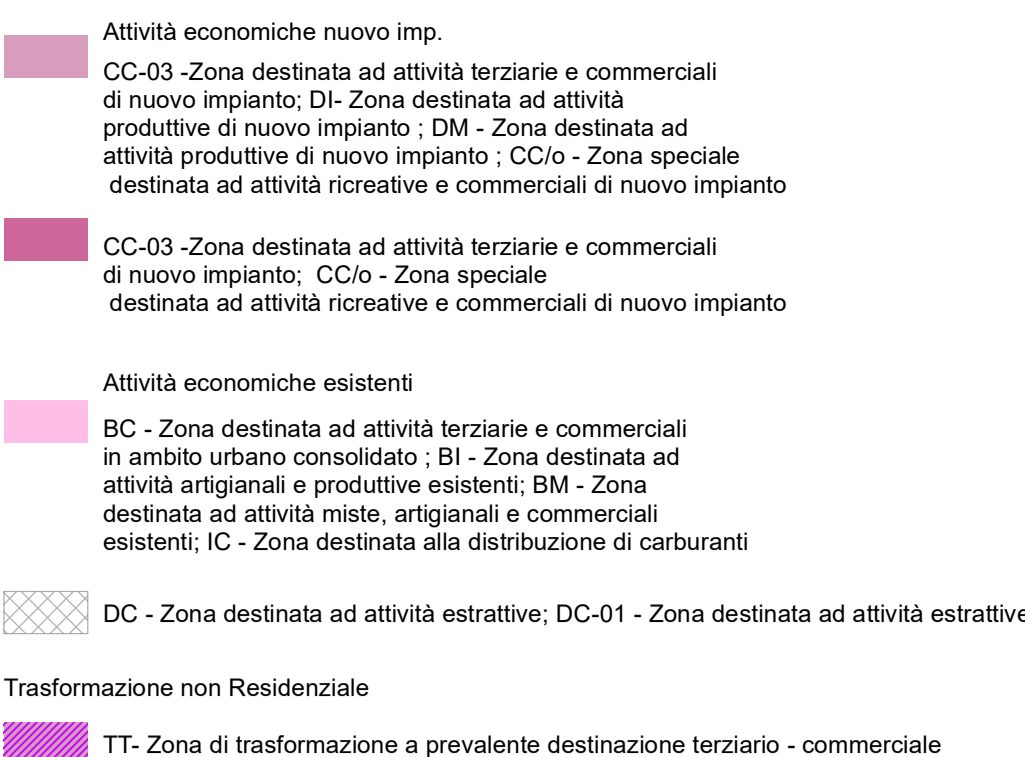 Attività economiche nuovo imp.
CC-03 -Zona destinata ad attività terziarie e commerciali
di nuovo impianto; DI- Zona destinata ad attività
produttive di nuovo impianto ; DM - Zona destinata ad
attività produttive di nuovo impianto ; CC/o - Zona speciale
destinata ad attività ricreative e commerciali di nuovo impianto
CC-03 -Zona destinata ad attività terziarie e commerciali
di nuovo impianto;  CC/o - Zona speciale
destinata ad attività ricreative e commerciali di nuovo impianto
Attività economiche esistenti
BC - Zona destinata ad attività terziarie e commerciali
in ambito urbano consolidato ; BI - Zona destinata ad
attività artigianali e produttive esistenti; BM - Zona
destinata ad attività miste, artigianali e commerciali
esistenti; IC - Zona destinata alla distribuzione di carburanti
DC - Zona destinata ad attività estrattive; DC-01 - Zona destinata ad attività estrattive
Trasformazione non Residenziale
TT- Zona di trasformazione a prevalente destinazione terziario - commerciale